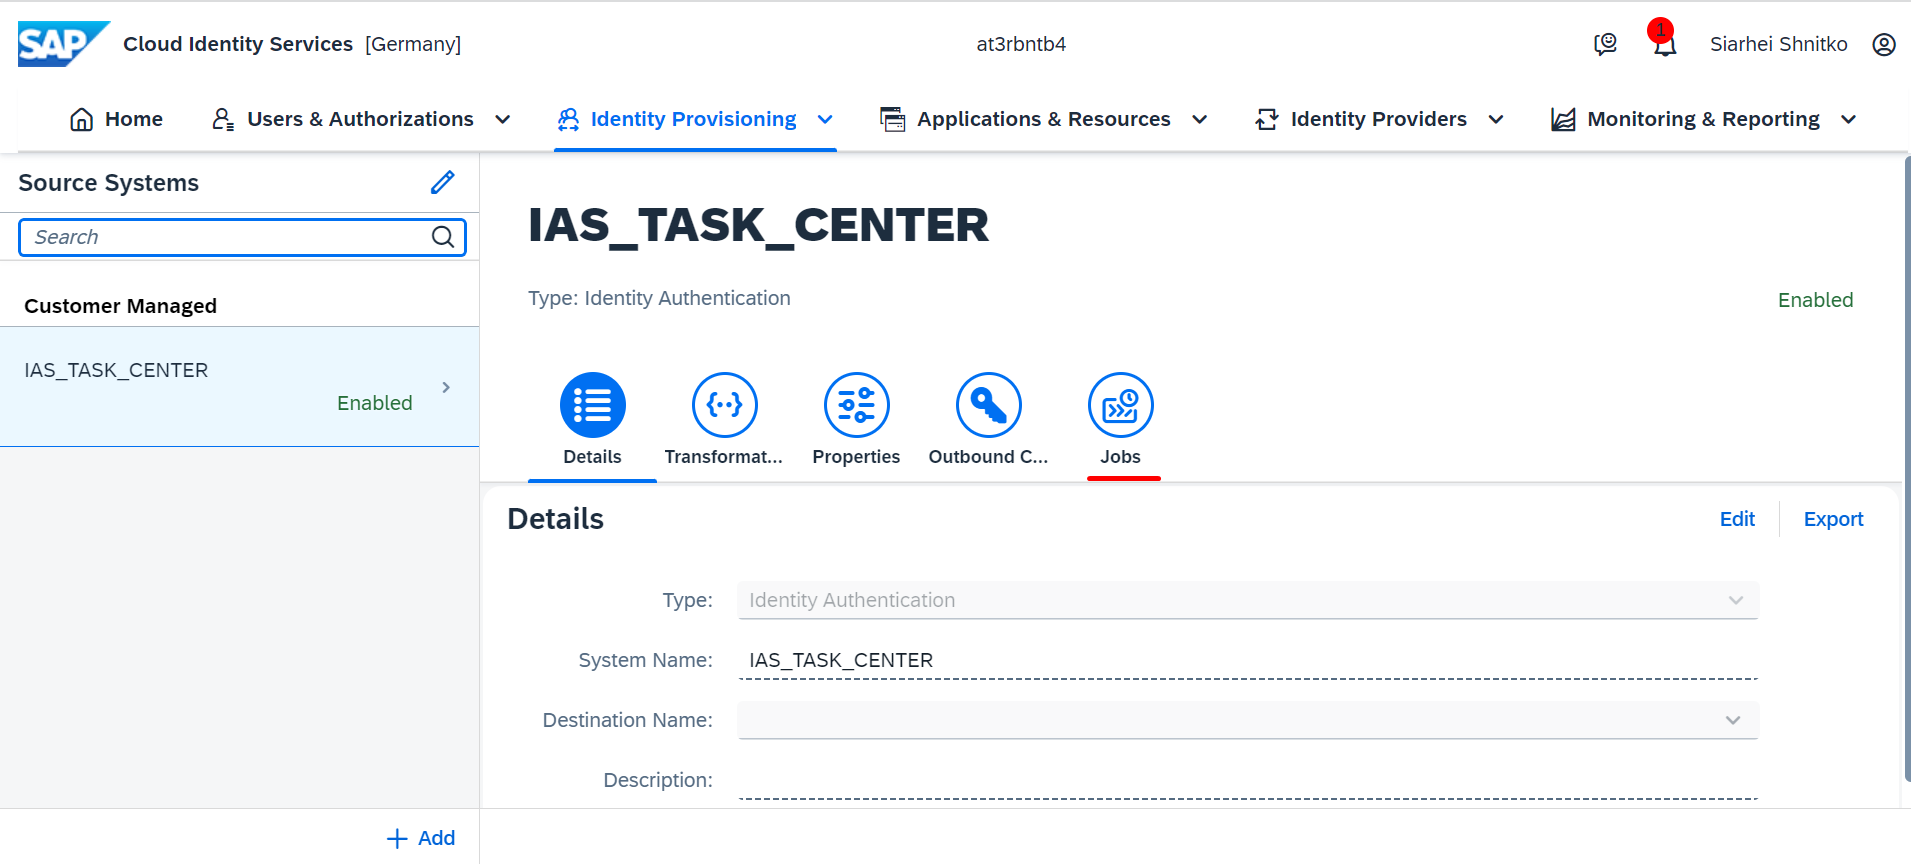 SAP Cloud Identity Services [Germany] at3rbntb4 1 Siarhei Shnitko
Home Users & Authorizations Identity Provisioning Applications & Resources Identity Providers Monitoring & Reporting
Source Systems
Search
Customer Managed
IAS_TASK_CENTER
Enabled
Add
IAS_TASK_CENTER
Type: Identity Authentication
Enabled
Details Transformat... Properties Outbound C... Jobs
Details Edit Export
Type: Identity Authentication
System Name: IAS_TASK_CENTER
Destination Name:
Description: